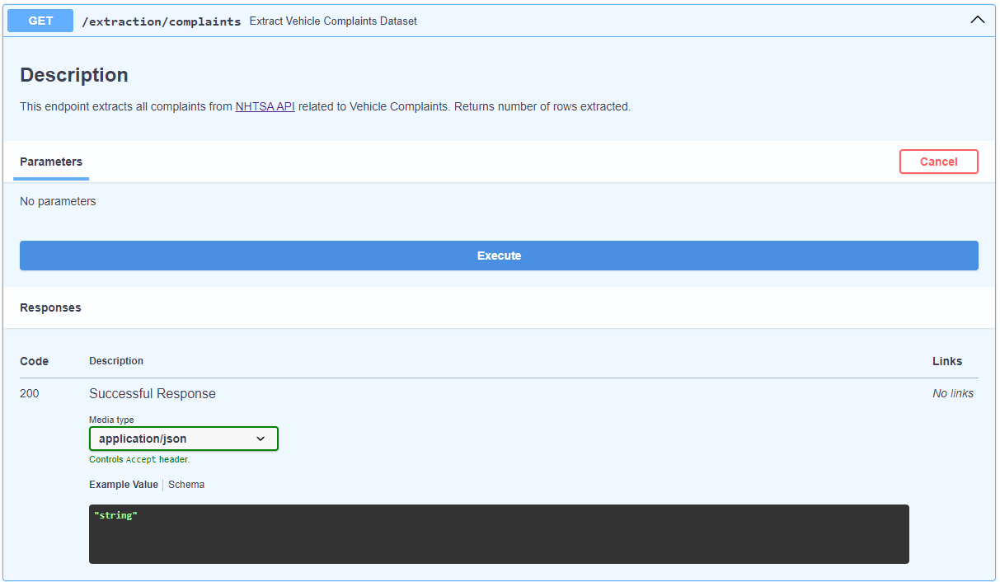 GET /extraction/complaints Extract Vehicle Complaints Dataset
Description
This endpoint extracts all complaints from NHTSA API related to Vehicle Complaints. Returns number of rows extracted.
Parameters Cancel
No parameters
Execute
Responses
Code Description Links
200 Successful Response No links
Media type
application/json
Controls Accept header.
Example Value Schema
"string"